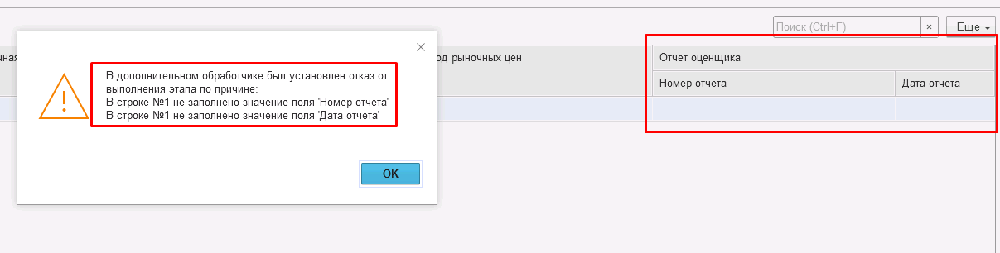 Поиск (Ctrl+F)
×
Еще
од рыночных цен
Отчет оценщика
Номер отчета
Дата отчета
В дополнительном обработчике был установлен отказ от
выполнения этапа по причине:
В строке №1 не заполнено значение поля 'Номер отчета'
В строке №1 не заполнено значение поля 'Дата отчета'
OK